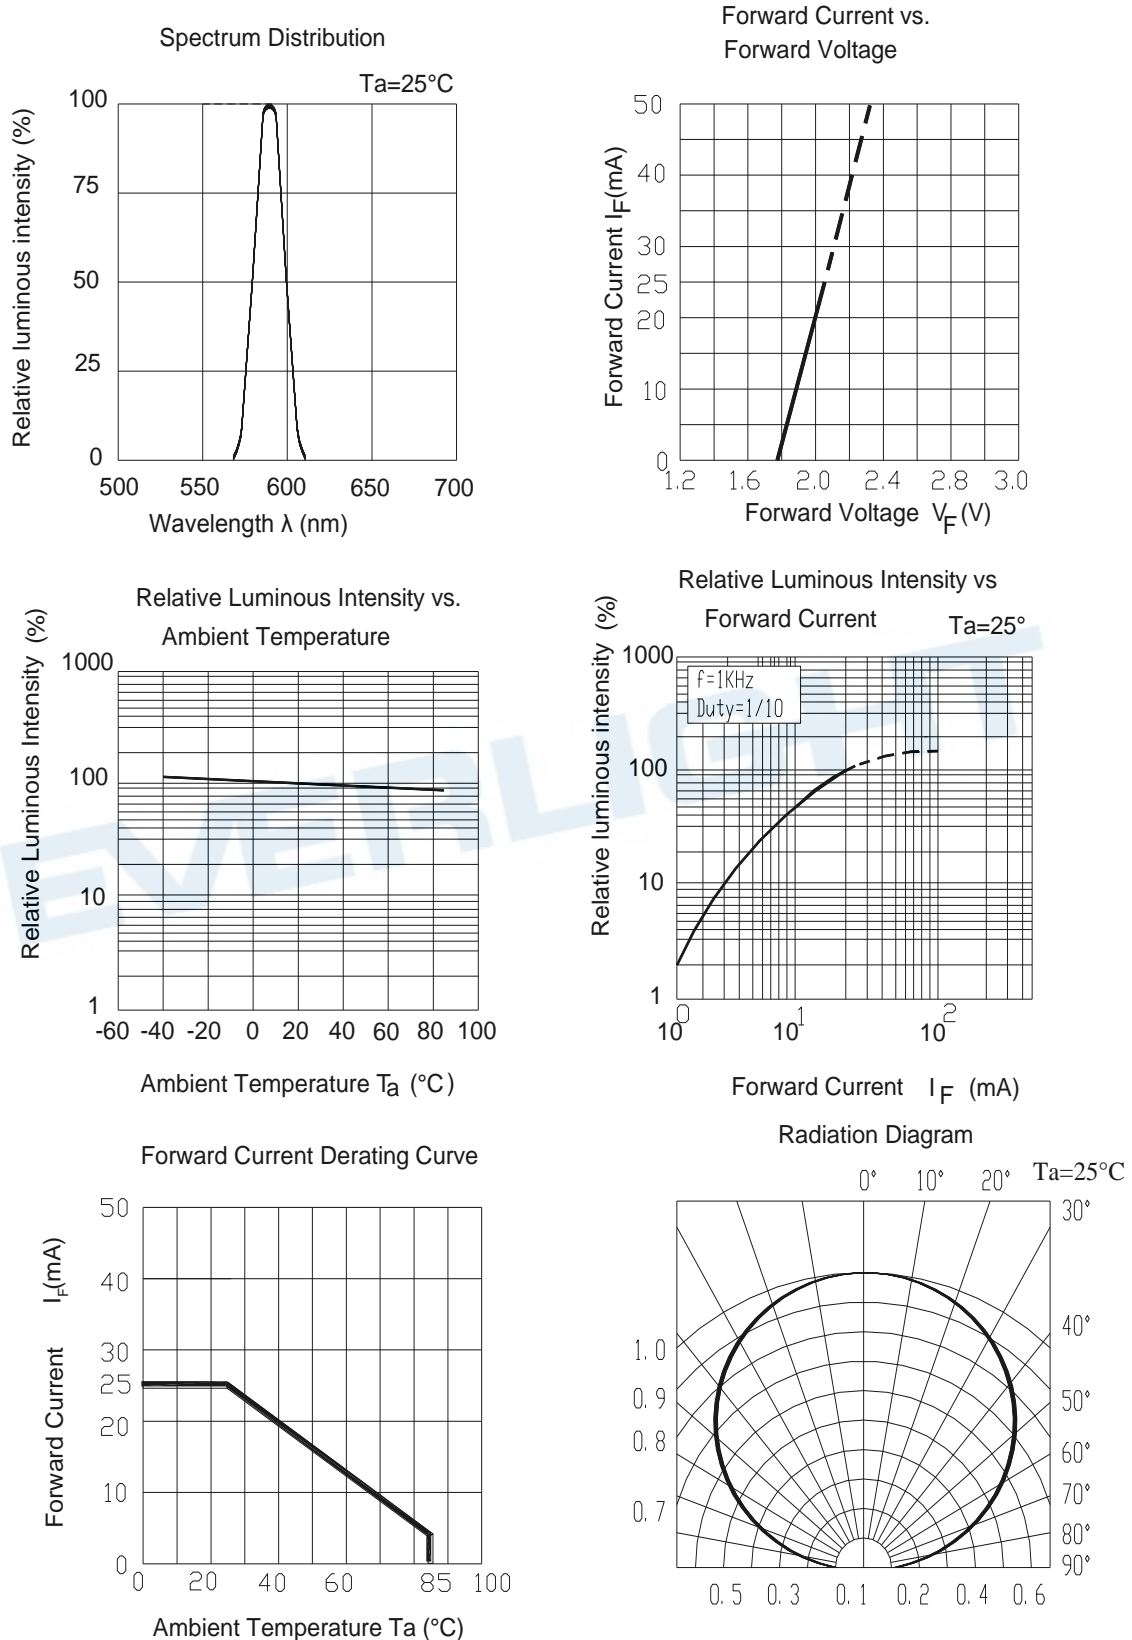 Spectrum Distribution
Ta=25°C
Relative luminous intensity (%)
100
75
50
25
0
500 550 600 650 700
Wavelength λ (nm)
Forward Current vs.
Forward Voltage
Forward Current IF(mA)
50
40
30
25
20
10
0
1.2 1.6 2.0 2.4 2.8 3.0
Forward Voltage VF(V)
Relative Luminous Intensity vs.
Ambient Temperature
Relative Luminous Intensity (%)
1000
100
10
1
-60 -40 -20 0 20 40 60 80 100
Ambient Temperature Ta (°C)
Relative Luminous Intensity vs
Forward Current
Ta=25°
Relative luminous intensity (%)
1000
f=1KHz
Duty=1/10
100
10
1
10^0 10^1 10^2
Forward Current IF (mA)
EVERLIGHT
Forward Current Derating Curve
Forward Current IF(mA)
50
40
30
25
20
10
0
0 20 40 60 85 100
Ambient Temperature Ta (°C)
Radiation Diagram
Ta=25°C
0° 10° 20°
30°
40°
50°
60°
70°
80°
90°
1.0
0.9
0.8
0.7
0.5 0.3 0.1 0.2 0.4 0.6